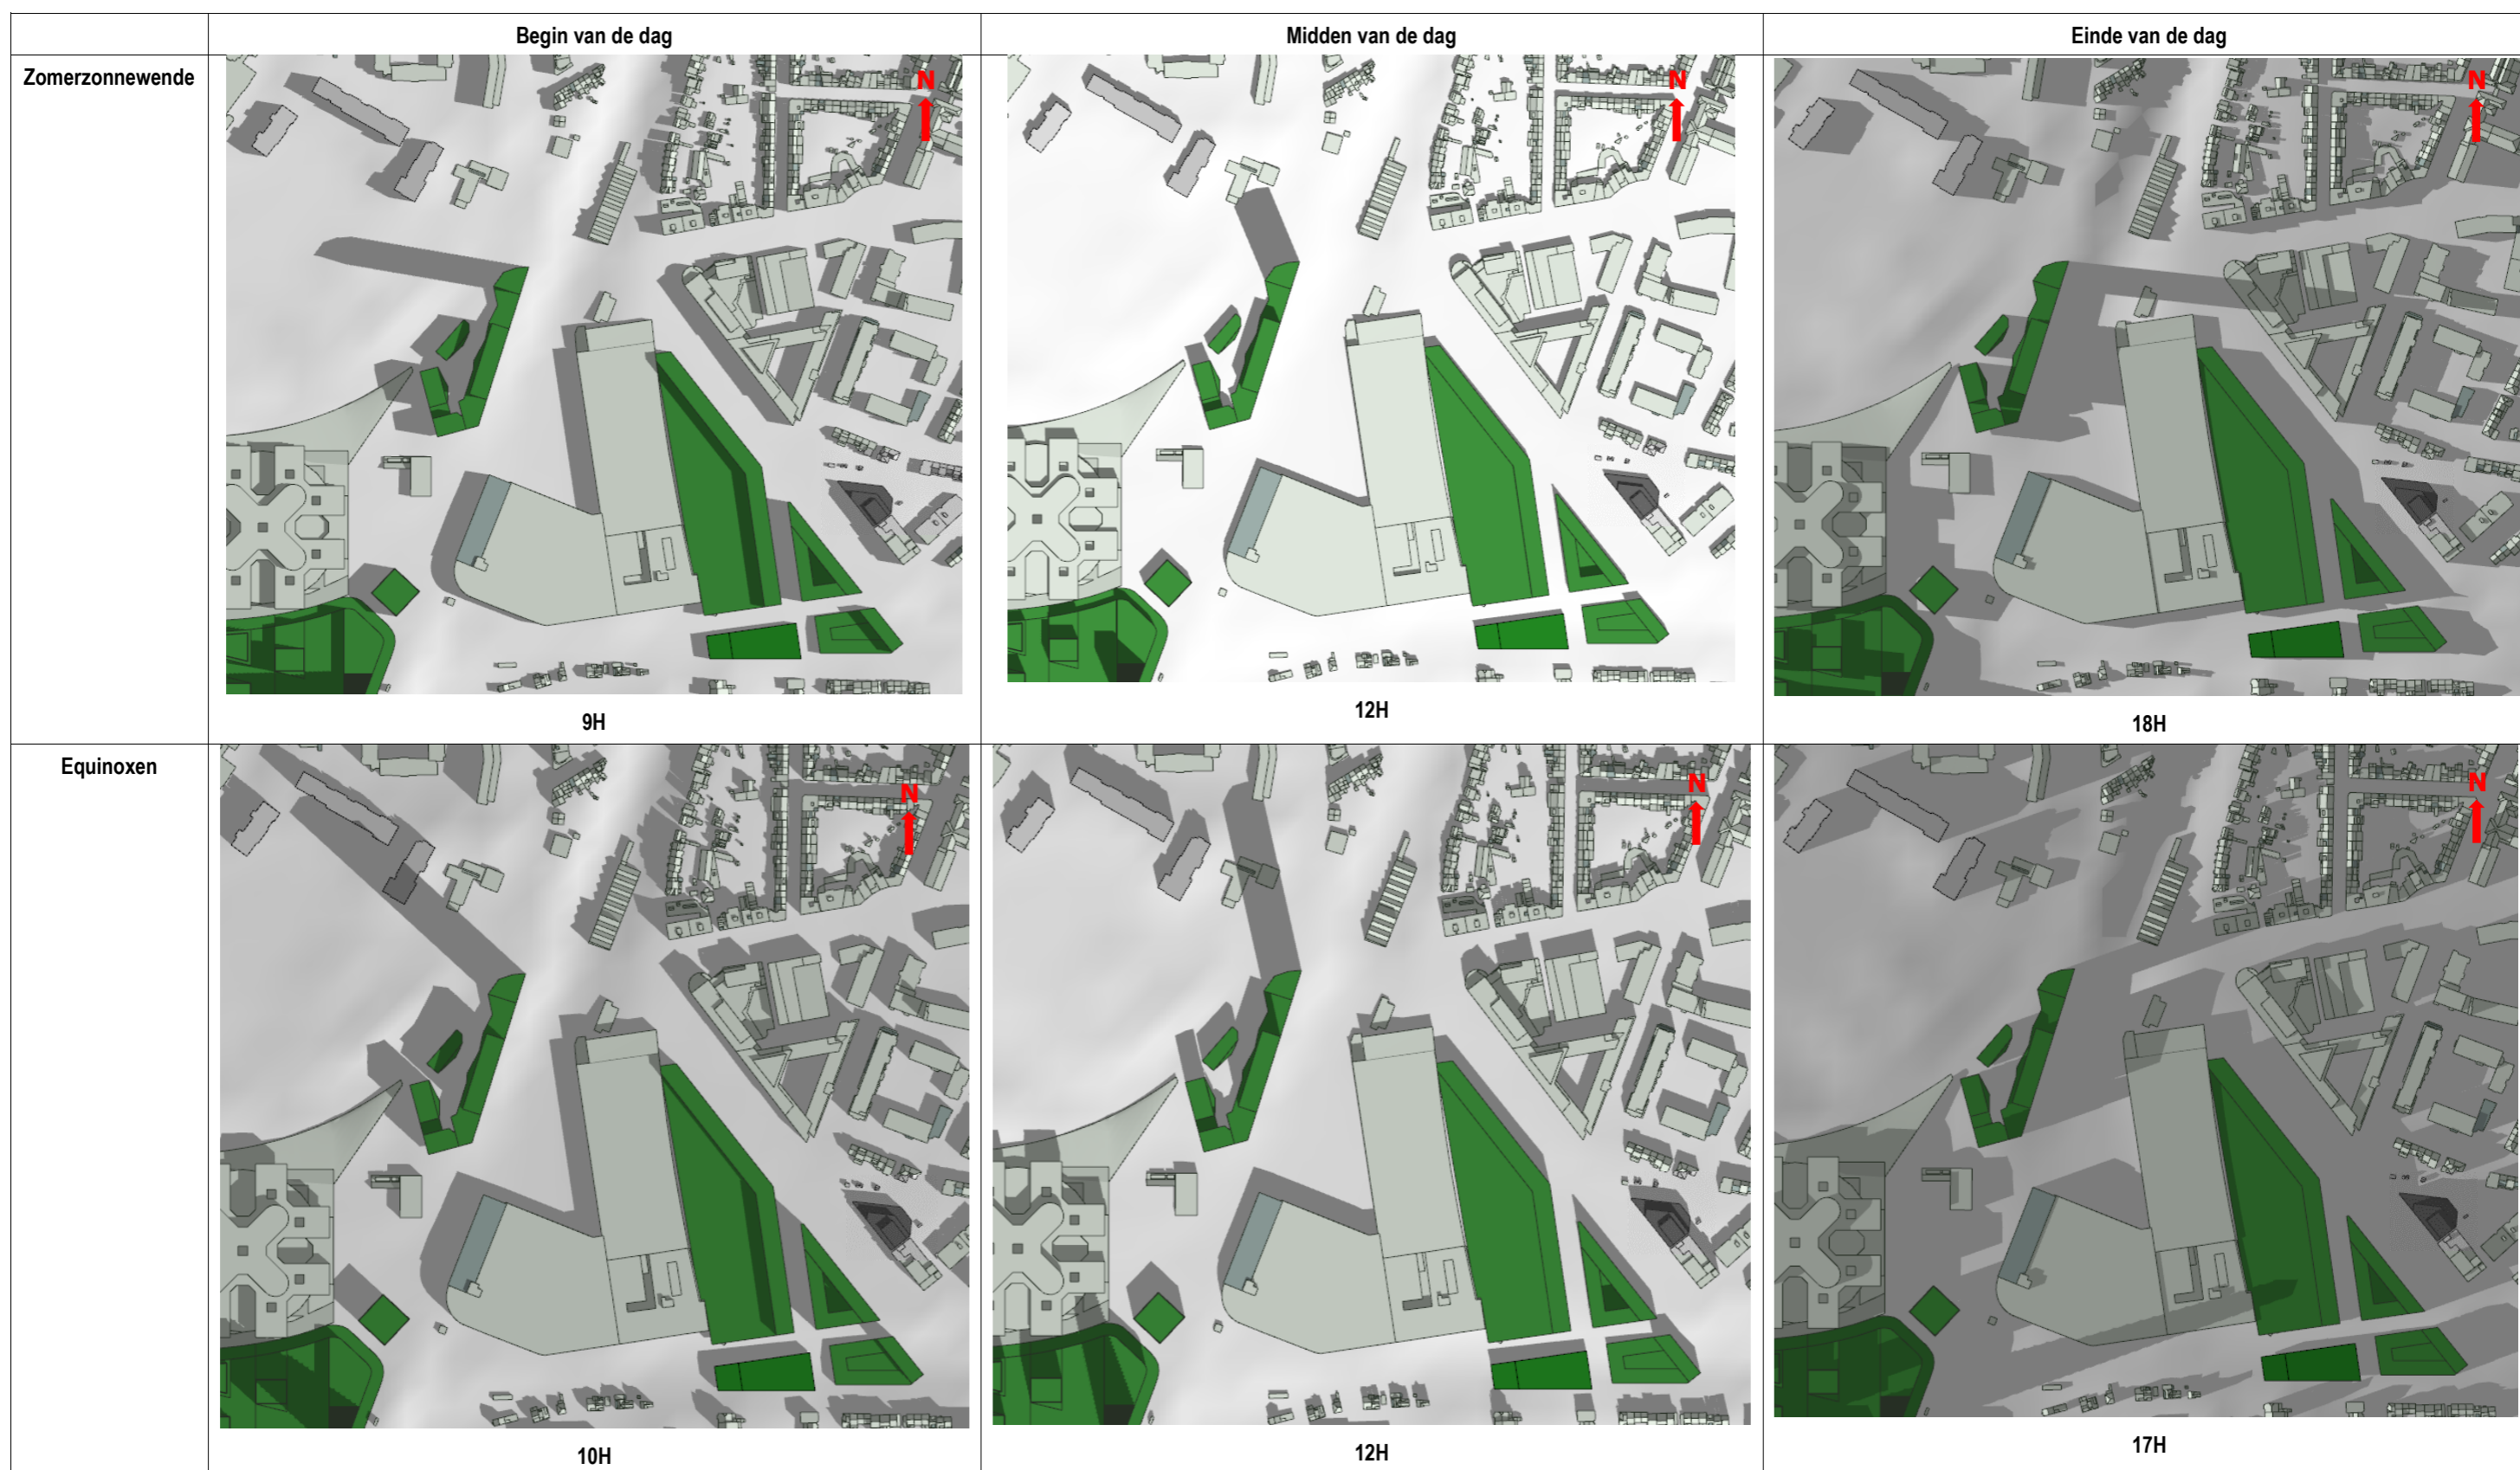 Begin van de dag
Midden van de dag
Einde van de dag
Zomerzonnewende
N
N
N
9H
12H
18H
Equinoxen
N
N
N
10H
12H
17H